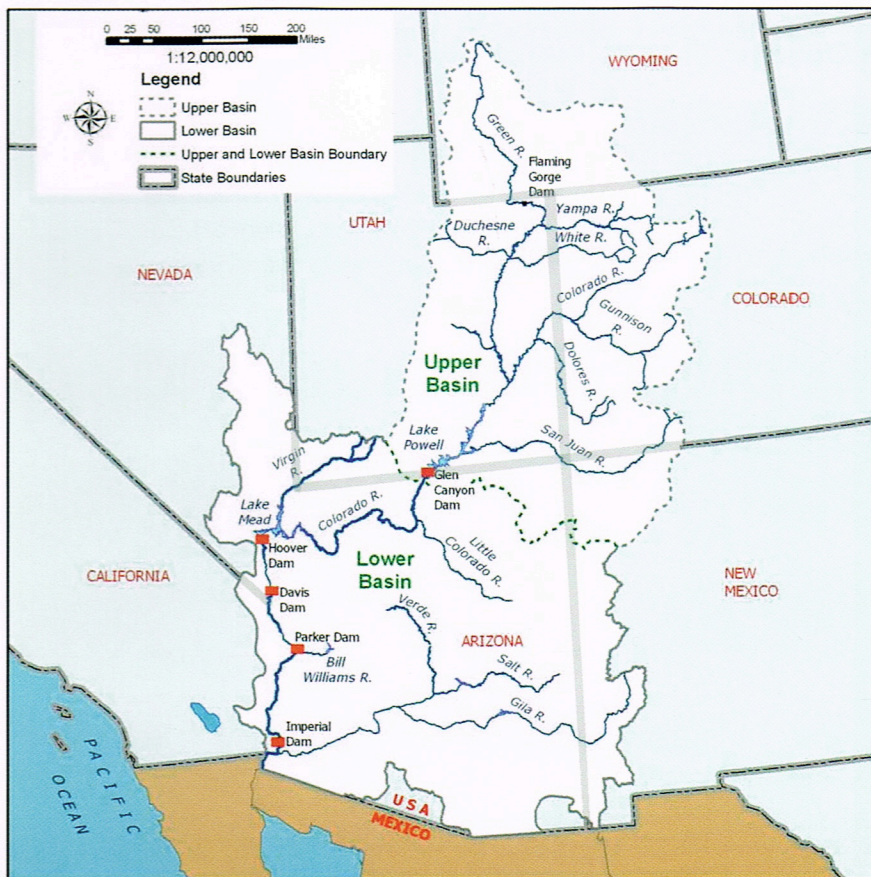 0 25 50 100 150 200
Miles
1:12,000,000
Legend
N
W E
S
Upper Basin
Lower Basin
Upper and Lower Basin Boundary
State Boundaries
WYOMING
Green R.
Flaming
Gorge
Dam
UTAH
Duchesne
R.
Yampa R.
White R.
NEVADA
Colorado R.
COLORADO
Gunnison
R.
Upper
Basin
Dolores R.
Lake
Powell
San Juan R.
Virgin
R.
Glen
Canyon
Dam
Lake
Mead
Colorado R.
Hoover
Dam
Lower
Basin
Little
Colorado R.
CALIFORNIA
Davis
Dam
NEW
MEXICO
Verde R.
Parker Dam
ARIZONA
Bill
Williams R.
Salt R.
Gila R.
Imperial
Dam
PACIFIC
OCEAN
USA
MEXICO